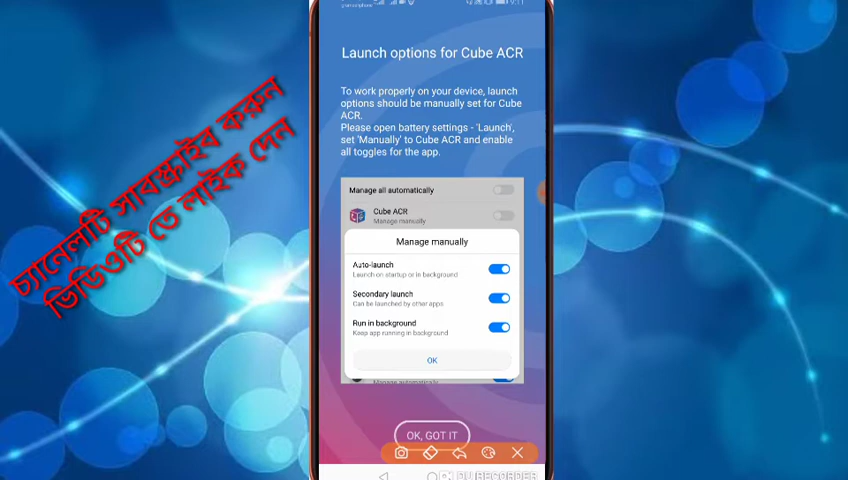 চ্যানেলটি সাবস্ক্রাইব করুন
ভিডিওটি তে লাইক দেন
9:11
Launch options for Cube ACR
To work properly on your device, launch
options should be manually set for Cube
ACR.
Please open battery settings - 'Launch',
set 'Manually' to Cube ACR and enable
all toggles for the app.
Manage all automatically
Cube ACR
Manage manually
Manage manually
Auto-launch
Launch on startup or in background
Secondary launch
Can be launched by other apps
Run in background
Keep app running in background
OK
Manage automatically
OK, GOT IT
DU RECORDER